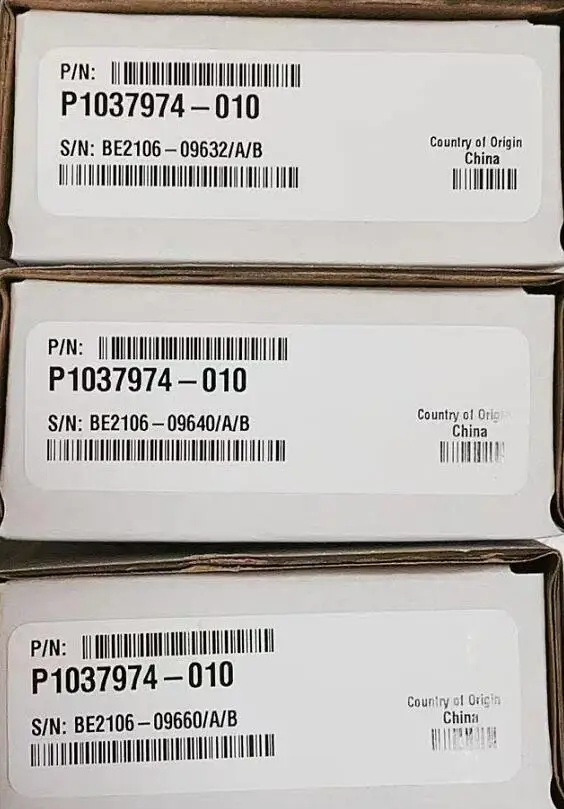 P/N:
P1037974-010
S/N: BE2106-09632/A/B
Country of Origin
China
P/N:
P1037974-010
S/N: BE2106-09640/A/B
Country of Origin
China
P/N:
P1037974-010
S/N: BE2106-09660/A/B
Country of Origin
China